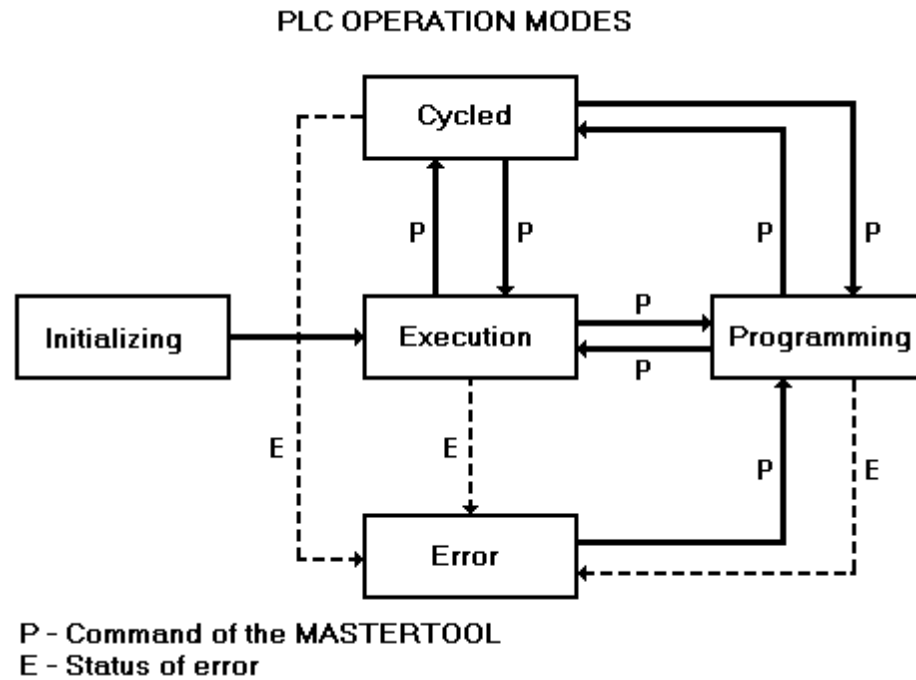 PLC OPERATION MODES
Cycled
P
P
P
P
Initializing
Execution
P
P
Programming
E
E
P
E
Error
P - Command of the MASTERTOOL
E - Status of error